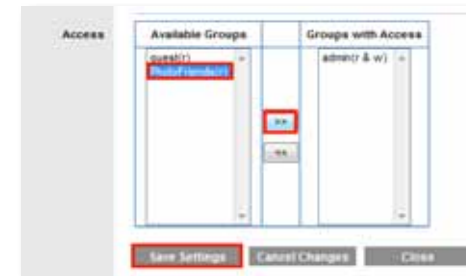 Access
Available Groups
Groups with Access
guest(r)
PhotoFriends(r)
admin(r & w)
>>
<<
Save Settings
Cancel Changes
Close